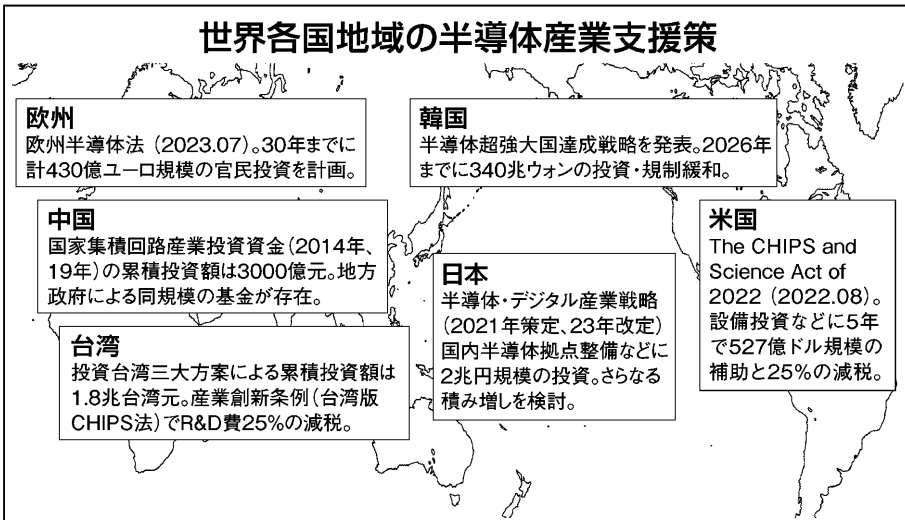 世界各国地域の半導体産業支援策
欧州
欧州半導体法（2023.07）。30年までに
計430億ユーロ規模の官民投資を計画。
韓国
半導体超強大国達成戦略を発表。2026年
までに340兆ウォンの投資・規制緩和。
中国
国家集積回路産業投資資金（2014年、
19年）の累積投資額は3000億元。地方
政府による同規模の基金が存在。
米国
The CHIPS and
Science Act of
2022（2022.08）。
設備投資などに5年
で527億ドル規模の
補助と25%の減税。
日本
半導体・デジタル産業戦略
（2021年策定、23年改定）
国内半導体拠点整備などに
2兆円規模の投資。さらなる
積み増しを検討。
台湾
投資台湾三大方案による累積投資額は
1.8兆台湾元。産業創新条例（台湾版
CHIPS法）でR&D費25%の減税。